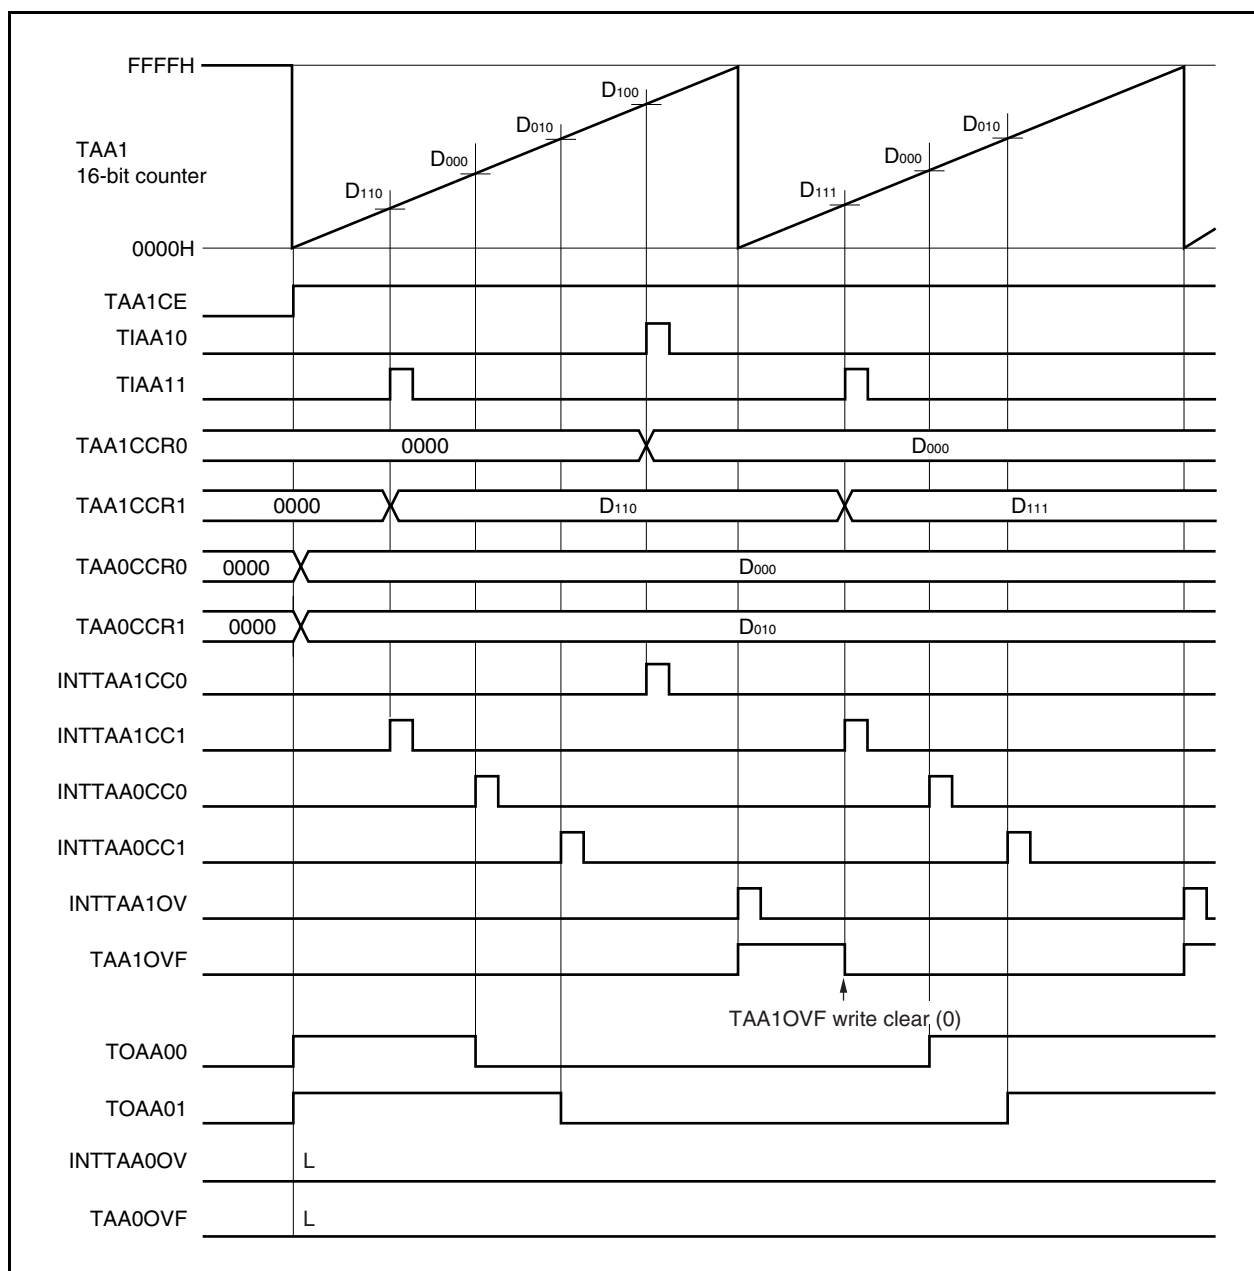 FFFFH
D100
D010
D010
D000
D000
TAA1
16-bit counter
D110
D111
0000H
TAA1CE
TIAA10
TIAA11
TAA1CCR0 0000 D000
TAA1CCR1 0000 D110 D111
TAA0CCR0 0000 D000
TAA0CCR1 0000 D010
INTTAA1CC0
INTTAA1CC1
INTTAA0CC0
INTTAA0CC1
INTTAA1OV
TAA1OVF
TAA1OVF write clear (0)
TOAA00
TOAA01
INTTAA0OV L
TAA0OVF L